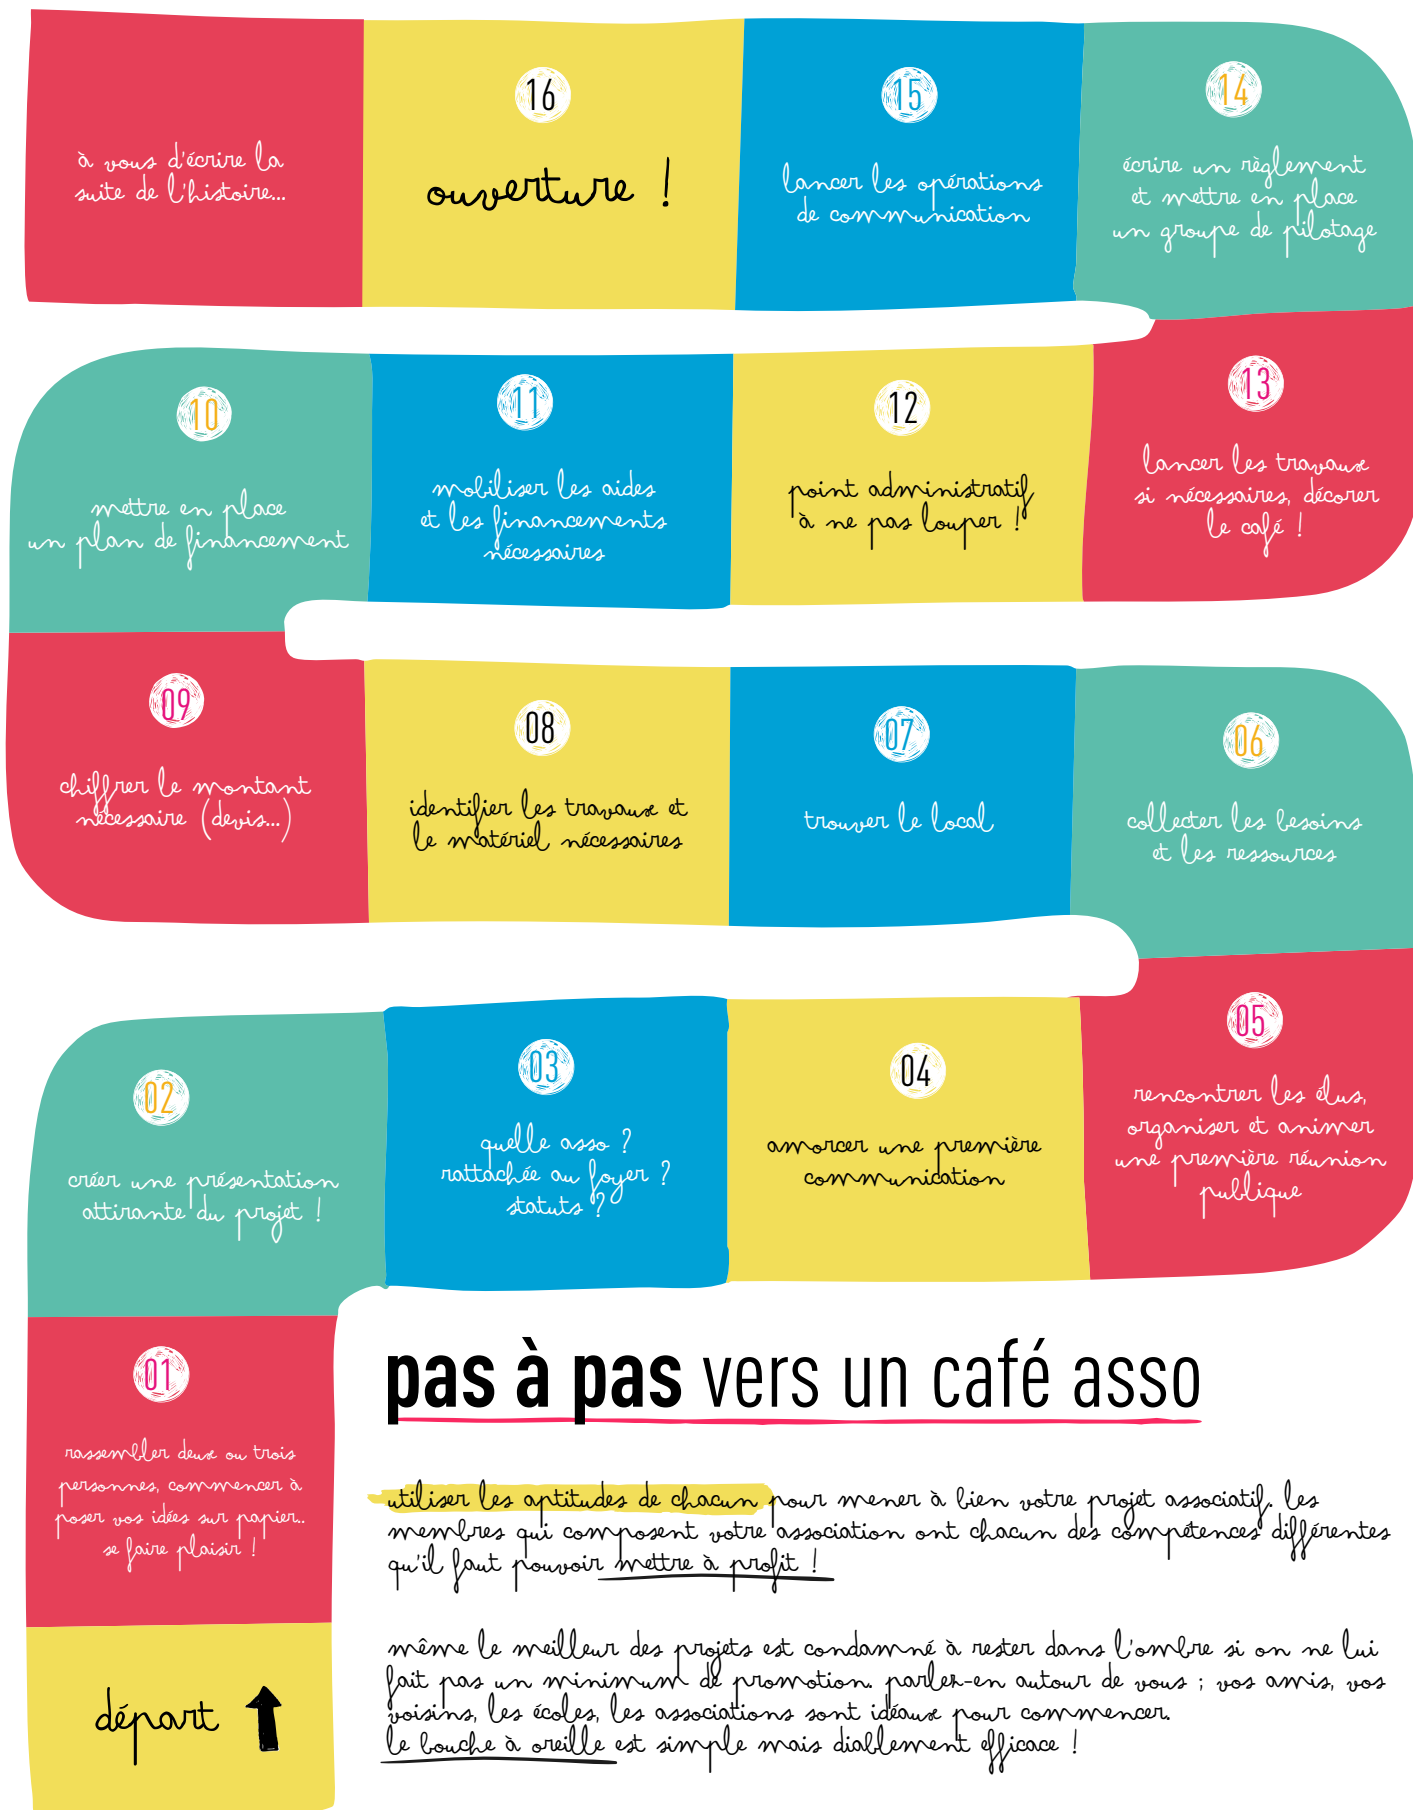 à vous d'écrire la
suite de l'histoire...
16
ouverture !
15
lancer les opérations
de communication
14
écrire un règlement
et mettre en place
un groupe de pilotage
10
mettre en place
un plan de financement
11
mobiliser les aides
et les financements
nécessaires
12
point administratif
à ne pas louper !
13
lancer les travaux
si nécessaires, décorer
le café !
09
chiffrer le montant
nécessaire (devis...)
08
identifier les travaux et
le matériel nécessaires
07
trouver le local
06
collecter les besoins
et les ressources
02
créer une présentation
attirante du projet !
03
quelle asso ?
rattachée au foyer ?
statuts ?
04
amorcer une première
communication
05
rencontrer les élus,
organiser et animer
une première réunion
publique
01
rassembler deux ou trois
personnes, commencer à
poser vos idées sur papier..
se faire plaisir !
départ
pas à pas vers un café asso
utiliser les aptitudes de chacun pour mener à bien votre projet associatif. les
membres qui composent votre association ont chacun des compétences différentes
qu'il faut pouvoir mettre à profit !
même le meilleur des projets est condamné à rester dans l'ombre si on ne lui
fait pas un minimum de promotion. parlez-en autour de vous ; vos amis, vos
voisins, les écoles, les associations sont idéaux pour commencer.
le bouche à oreille est simple mais diablement efficace !